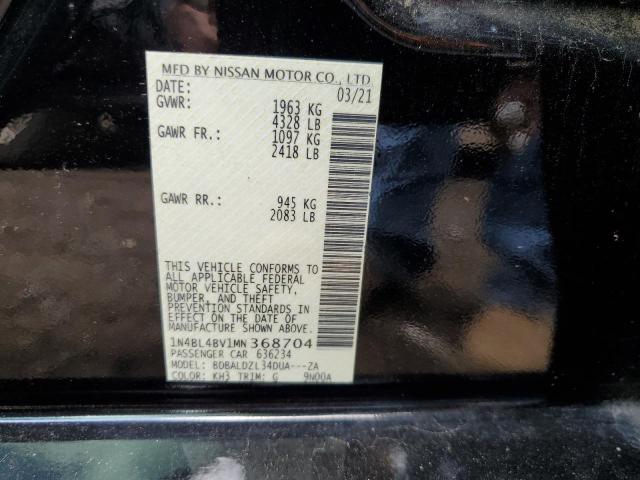 MFD BY NISSAN MOTOR CO., LTD
DATE: 03/21
GVWR: 1963 KG
4328 LB
GAWR FR.: 1097 KG
2418 LB
GAWR RR.: 945 KG
2083 LB
THIS VEHICLE CONFORMS TO
ALL APPLICABLE FEDERAL
MOTOR VEHICLE SAFETY,
BUMPER, AND THEFT
PREVENTION STANDARDS IN
EFFECT ON THE DATE OF
MANUFACTURE SHOWN ABOVE.
1N4BL4BV1MN368704
PASSENGER CAR 636234
MODEL: BDBALDZL34DUA---ZA
COLOR: KH3 TRIM: G 9N00A